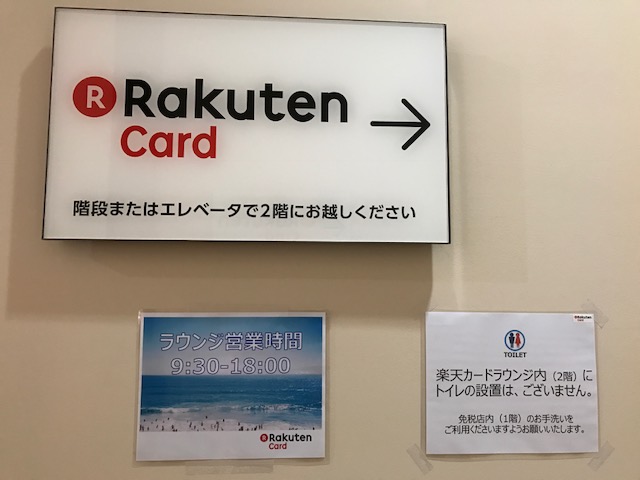 R Rakuten
Card
→
階段またはエレベータで2階にお越しください
ラウンジ営業時間
9:30-18:00
R Rakuten
Card
Rakuten
Card
TOILET
楽天カードラウンジ内（2階）に
トイレの設置は、ございません。
免税店内（1階）のお手洗いを
ご利用くださいますようお願いいたします。